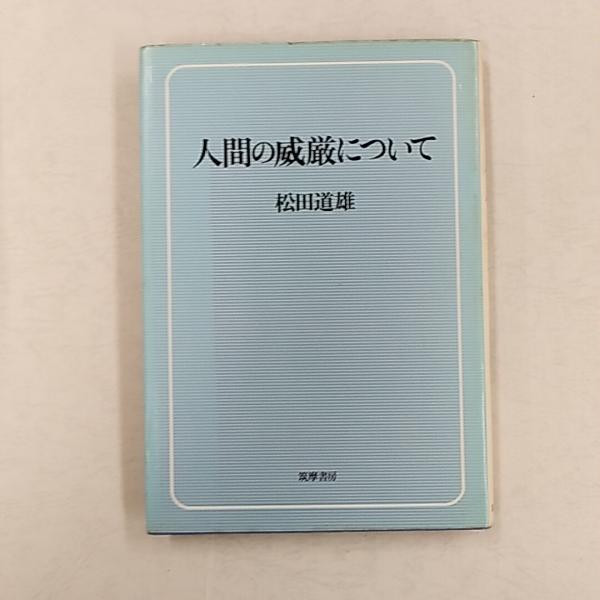 人間の威厳について
松田道雄
筑摩書房